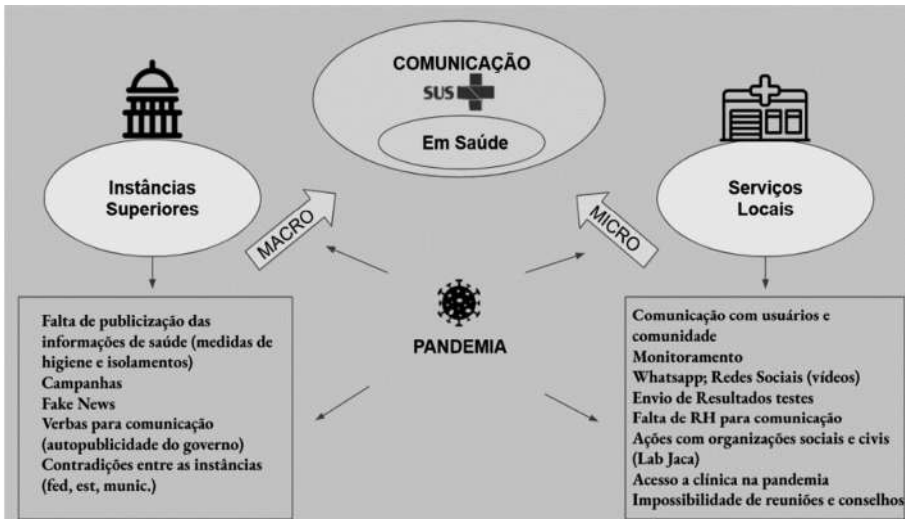 COMUNICAÇÃO
SUS
Em Saúde
Instâncias
Superiores
Serviços
Locais
MACRO
MICRO
PANDEMIA
Falta de publicização das
informações de saúde (medidas de
higiene e isolamentos)
Campanhas
Fake News
Verbas para comunicação
(autopublicidade do governo)
Contradições entre as instâncias
(fed, est, munic.)
Comunicação com usuários e
comunidade
Monitoramento
Whatsapp; Redes Sociais (vídeos)
Envio de Resultados testes
Falta de RH para comunicação
Ações com organizações sociais e civis
(Lab Jaca)
Acesso a clínica na pandemia
Impossibilidade de reuniões e conselhos